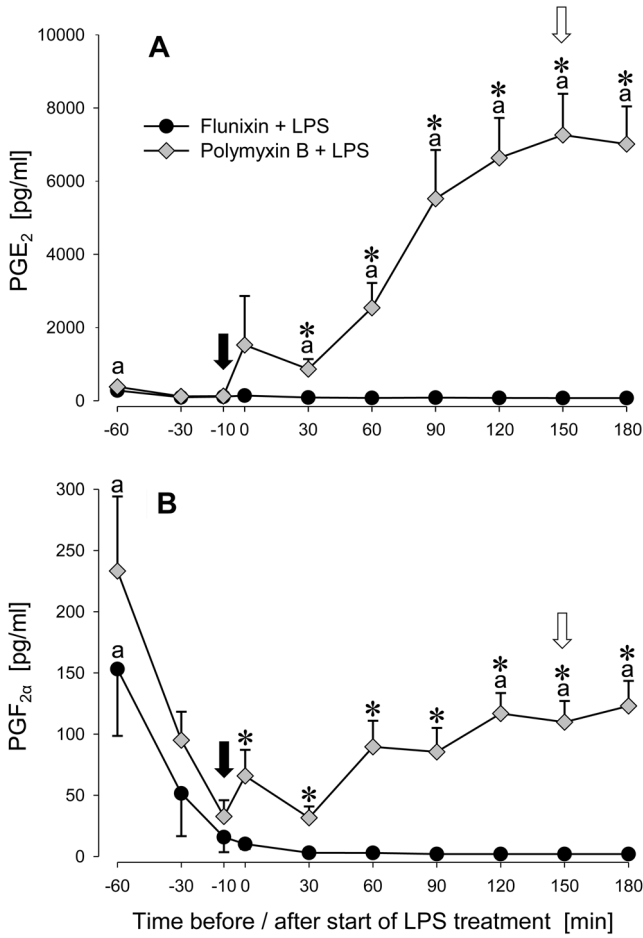 A
PGE2 [pg/ml]
10000
8000
6000
4000
2000
0
Flunixin + LPS
Polymyxin B + LPS
a
* a
* a
* a
* a
* a
* a
-60 -30 -10 0 30 60 90 120 150 180
B
PGF2α [pg/ml]
300
250
200
150
100
50
0
a
a
*
*
*
*
* a
* a
* a
-60 -30 -10 0 30 60 90 120 150 180
Time before / after start of LPS treatment [min]